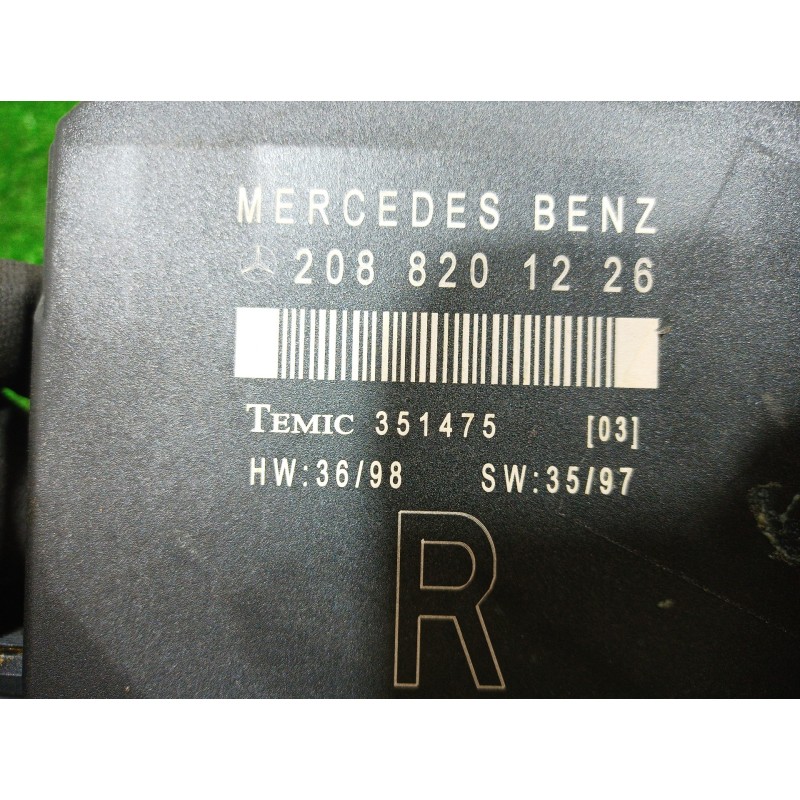 MERCEDES BENZ
208 820 12 26
TEMIC 351475 [03]
HW:36/98 SW:35/97
R